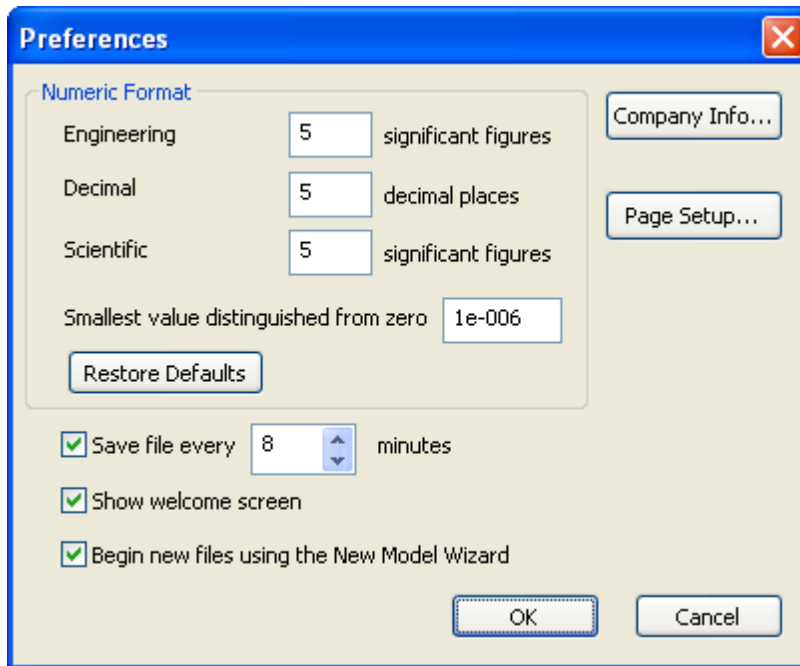 Preferences
Numeric Format
Engineering 5 significant figures
Company Info...
Decimal 5 decimal places
Page Setup...
Scientific 5 significant figures
Smallest value distinguished from zero 1e-006
Restore Defaults
Save file every 8 minutes
Show welcome screen
Begin new files using the New Model Wizard
OK Cancel